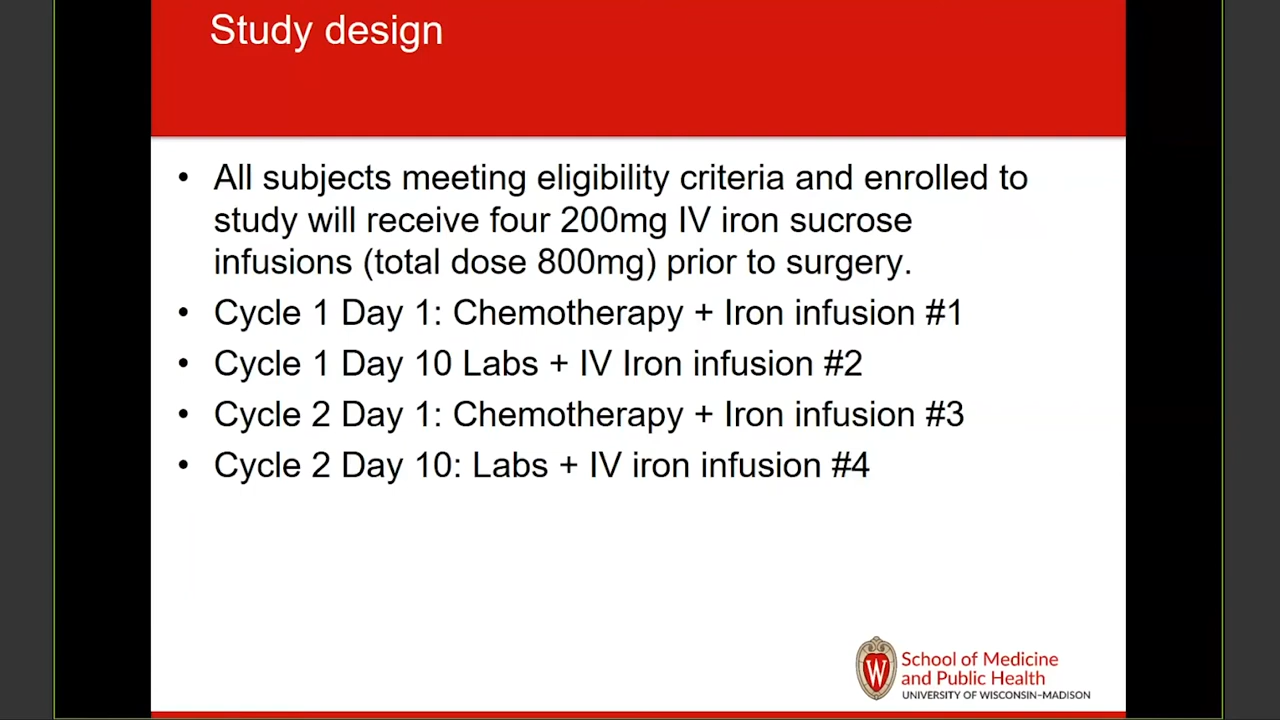 Study design
• All subjects meeting eligibility criteria and enrolled to
study will receive four 200mg IV iron sucrose
infusions (total dose 800mg) prior to surgery.
• Cycle 1 Day 1: Chemotherapy + Iron infusion #1
• Cycle 1 Day 10 Labs + IV Iron infusion #2
• Cycle 2 Day 1: Chemotherapy + Iron infusion #3
• Cycle 2 Day 10: Labs + IV iron infusion #4
W
School of Medicine
and Public Health
UNIVERSITY OF WISCONSIN–MADISON